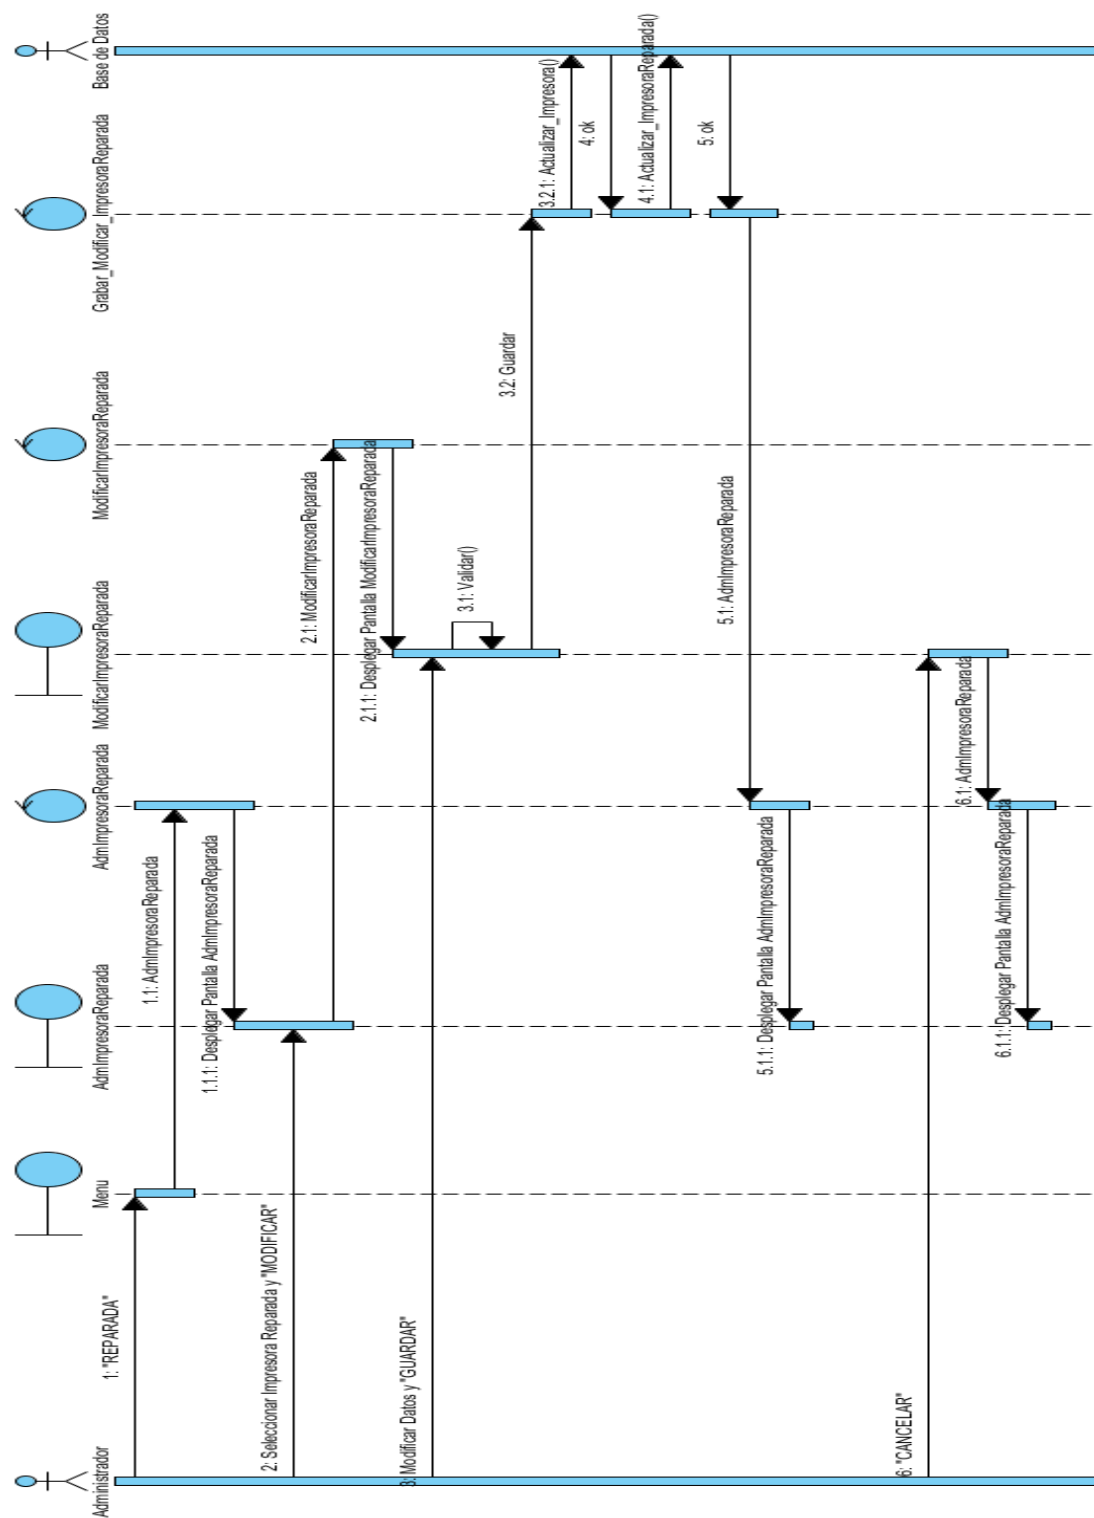 Administrador
Menu
AdmImpresoraReparada
AdmImpresoraReparada
ModificarImpresoraReparada
ModificarImpresoraReparada
Grabar_Modificar_ImpresoraReparada
Base de Datos
1: "REPARADA"
1.1: AdmImpresoraReparada
1.1.1: Desplegar Pantalla AdmImpresoraReparada
2: Seleccionar Impresora Reparada y "MODIFICAR"
2.1: ModificarImpresoraReparada
2.1.1: Desplegar Pantalla ModificarImpresoraReparada
3: Modificar Datos y "GUARDAR"
3.1: Validar()
3.2: Guardar
3.2.1: Actualizar_Impresora()
4: ok
4.1: Actualizar_ImpresoraReparada()
5: ok
5.1: AdmImpresoraReparada
5.1.1: Desplegar Pantalla AdmImpresoraReparada
6: "CANCELAR"
6.1: AdmImpresoraReparada
6.1.1: Desplegar Pantalla AdmImpresoraReparada